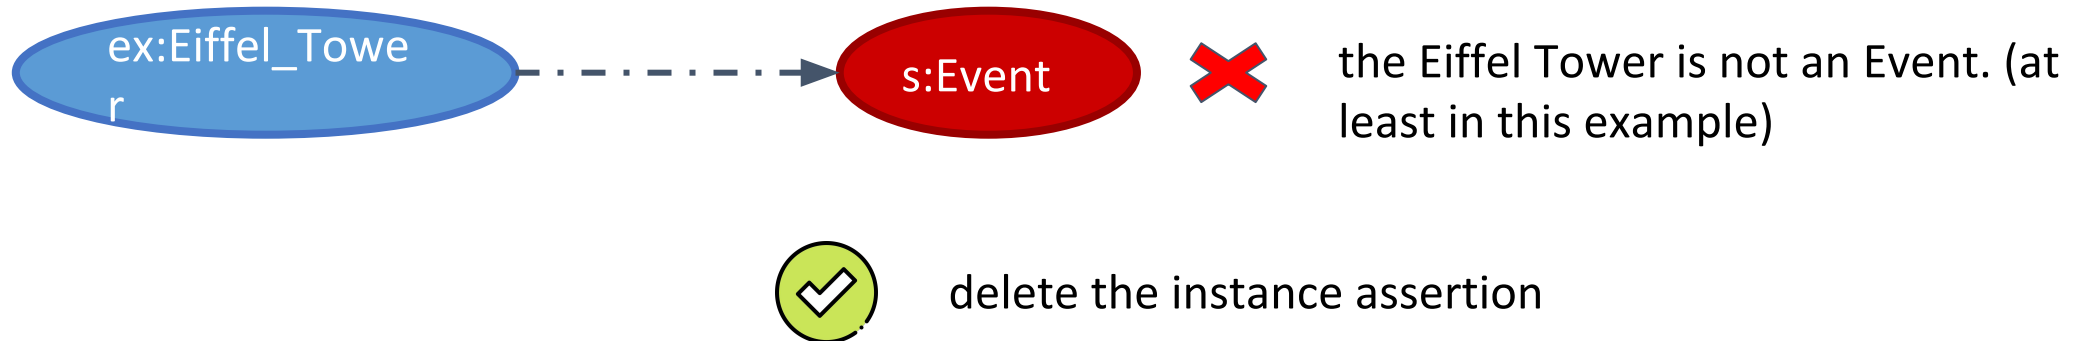 ex:Eiffel_Towe
r
s:Event
the Eiffel Tower is not an Event. (at
least in this example)
delete the instance assertion